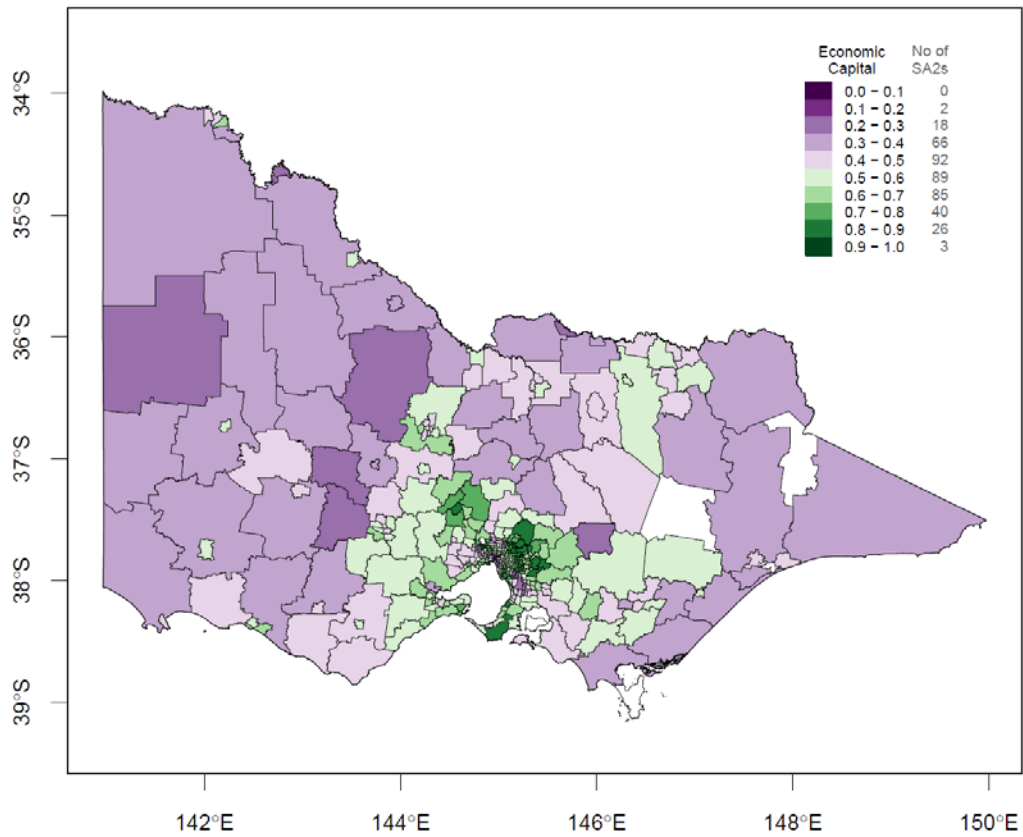 Economic Capital No of SA2s
0.0 – 0.1 0
0.1 – 0.2 2
0.2 – 0.3 18
0.3 – 0.4 66
0.4 – 0.5 92
0.5 – 0.6 89
0.6 – 0.7 85
0.7 – 0.8 40
0.8 – 0.9 26
0.9 – 1.0 3
34°S
35°S
36°S
37°S
38°S
39°S
142°E 144°E 146°E 148°E 150°E